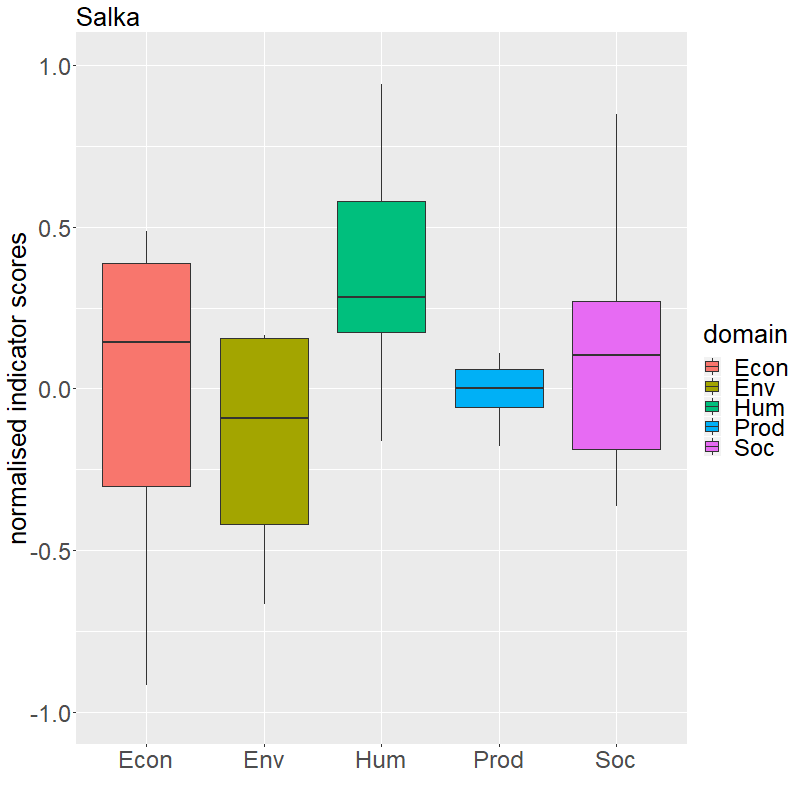 Salka
normalised indicator scores
1.0
0.5
0.0
-0.5
-1.0
Econ Env Hum Prod Soc
domain
Econ
Env
Hum
Prod
Soc